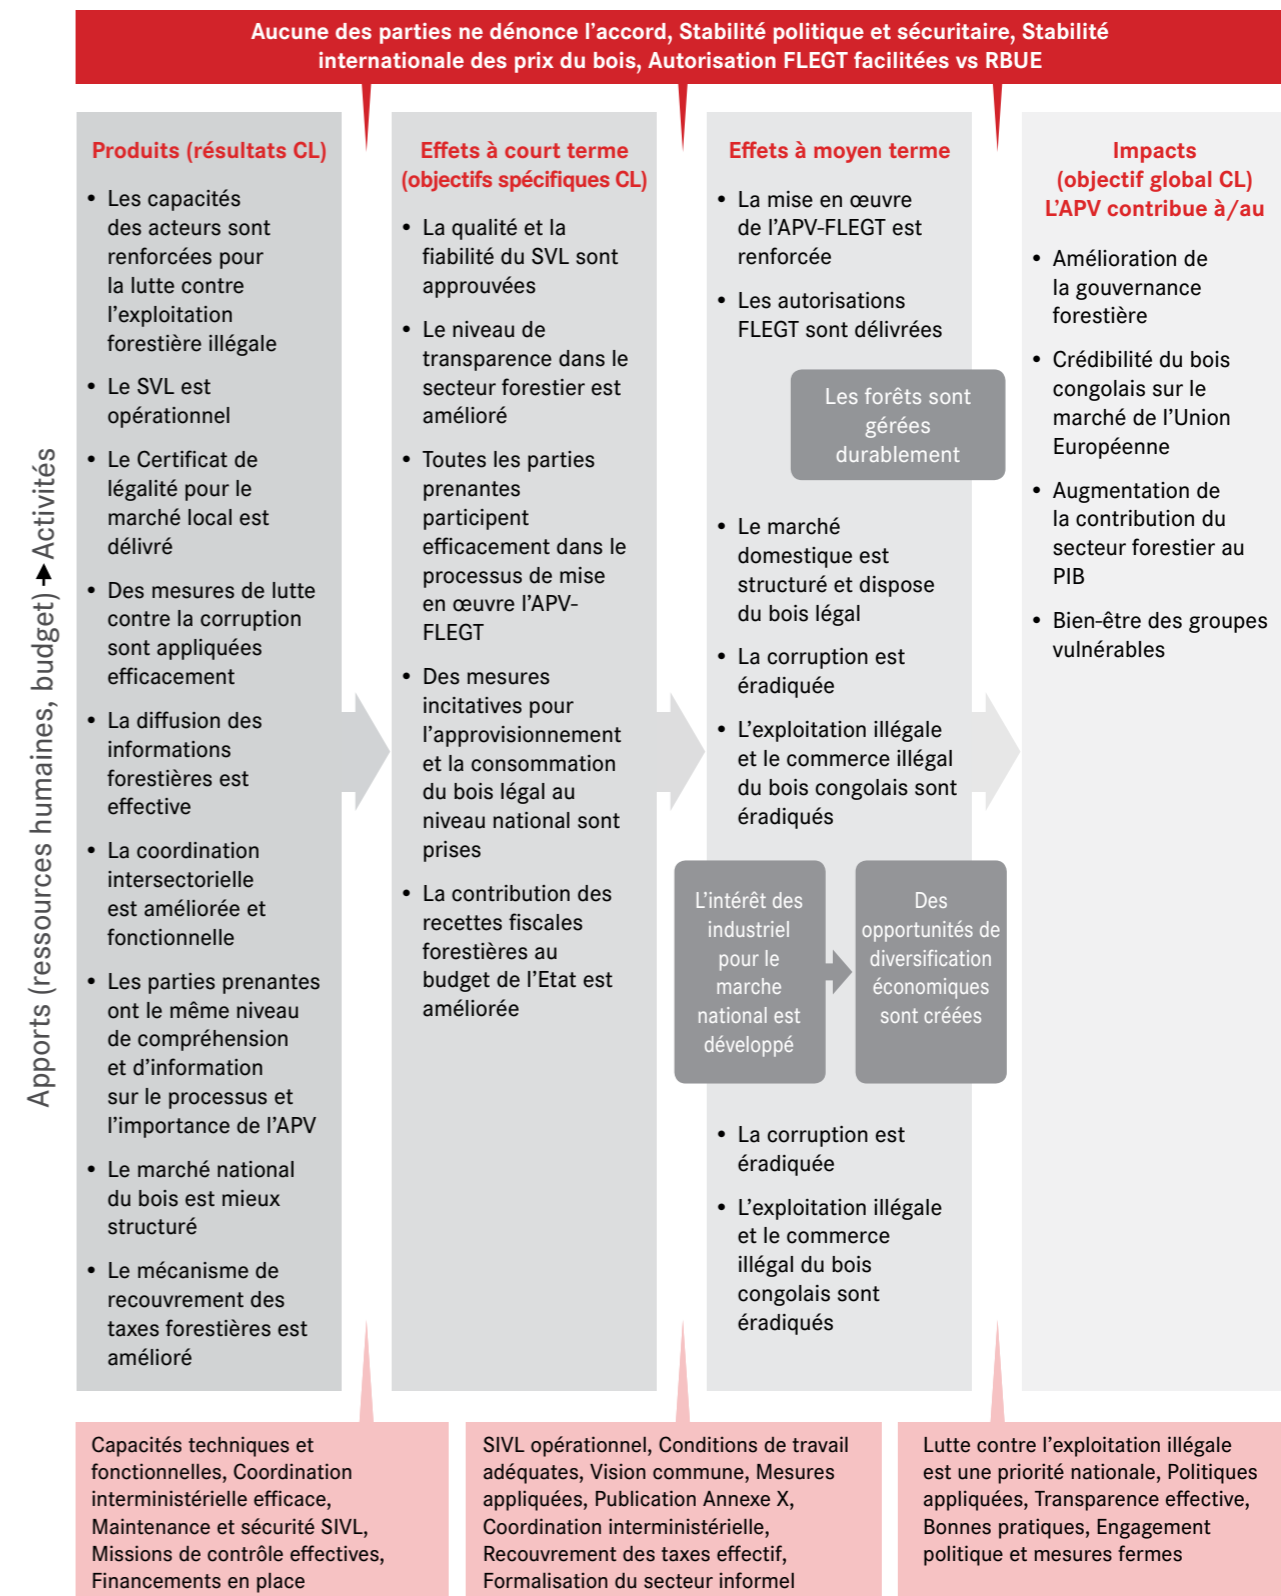 Aucune des parties ne dénonce l'accord, Stabilité politique et sécuritaire, Stabilité
internationale des prix du bois, Autorisation FLEGT facilitées vs RBUE
Apports (ressources humaines, budget) → Activités
Produits (résultats CL)
• Les capacités
des acteurs sont
renforcées pour
la lutte contre
l'exploitation
forestière illégale
• Le SVL est
opérationnel
• Le Certificat de
légalité pour le
marché local est
délivré
• Des mesures de lutte
contre la corruption
sont appliquées
efficacement
• La diffusion des
informations
forestières est
effective
• La coordination
intersectorielle
est améliorée et
fonctionnelle
• Les parties prenantes
ont le même niveau
de compréhension
et d'information
sur le processus et
l'importance de l'APV
• Le marché national
du bois est mieux
structuré
• Le mécanisme de
recouvrement des
taxes forestières est
amélioré
Effets à court terme
(objectifs spécifiques CL)
• La qualité et la
fiabilité du SVL sont
approuvées
• Le niveau de
transparence dans le
secteur forestier est
amélioré
• Toutes les parties
prenantes
participent
efficacement dans le
processus de mise
en œuvre l'APV-
FLEGT
• Des mesures
incitatives pour
l'approvisionnement
et la consommation
du bois légal au
niveau national sont
prises
• La contribution des
recettes fiscales
forestières au
budget de l'Etat est
améliorée
Effets à moyen terme
• La mise en œuvre
de l'APV-FLEGT est
renforcée
• Les autorisations
FLEGT sont délivrées
Les forêts sont
gérées
durablement
• Le marché
domestique est
structuré et dispose
du bois légal
• La corruption est
éradiquée
• L'exploitation illégale
et le commerce illégal
du bois congolais sont
éradiqués
L'intérêt des
industriel
pour le
marche
national est
développé
Des
opportunités de
diversification
économiques
sont créées
• La corruption est
éradiquée
• L'exploitation illégale
et le commerce
illégal du bois
congolais sont
éradiqués
Impacts
(objectif global CL)
L'APV contribue à/au
• Amélioration de
la gouvernance
forestière
• Crédibilité du bois
congolais sur le
marché de l'Union
Européenne
• Augmentation de
la contribution du
secteur forestier au
PIB
• Bien-être des groupes
vulnérables
Capacités techniques et
fonctionnelles, Coordination
interministérielle efficace,
Maintenance et sécurité SIVL,
Missions de contrôle effectives,
Financements en place
SIVL opérationnel, Conditions de travail
adéquates, Vision commune, Mesures
appliquées, Publication Annexe X,
Coordination interministérielle,
Recouvrement des taxes effectif,
Formalisation du secteur informel
Lutte contre l'exploitation illégale
est une priorité nationale, Politiques
appliquées, Transparence effective,
Bonnes pratiques, Engagement
politique et mesures fermes